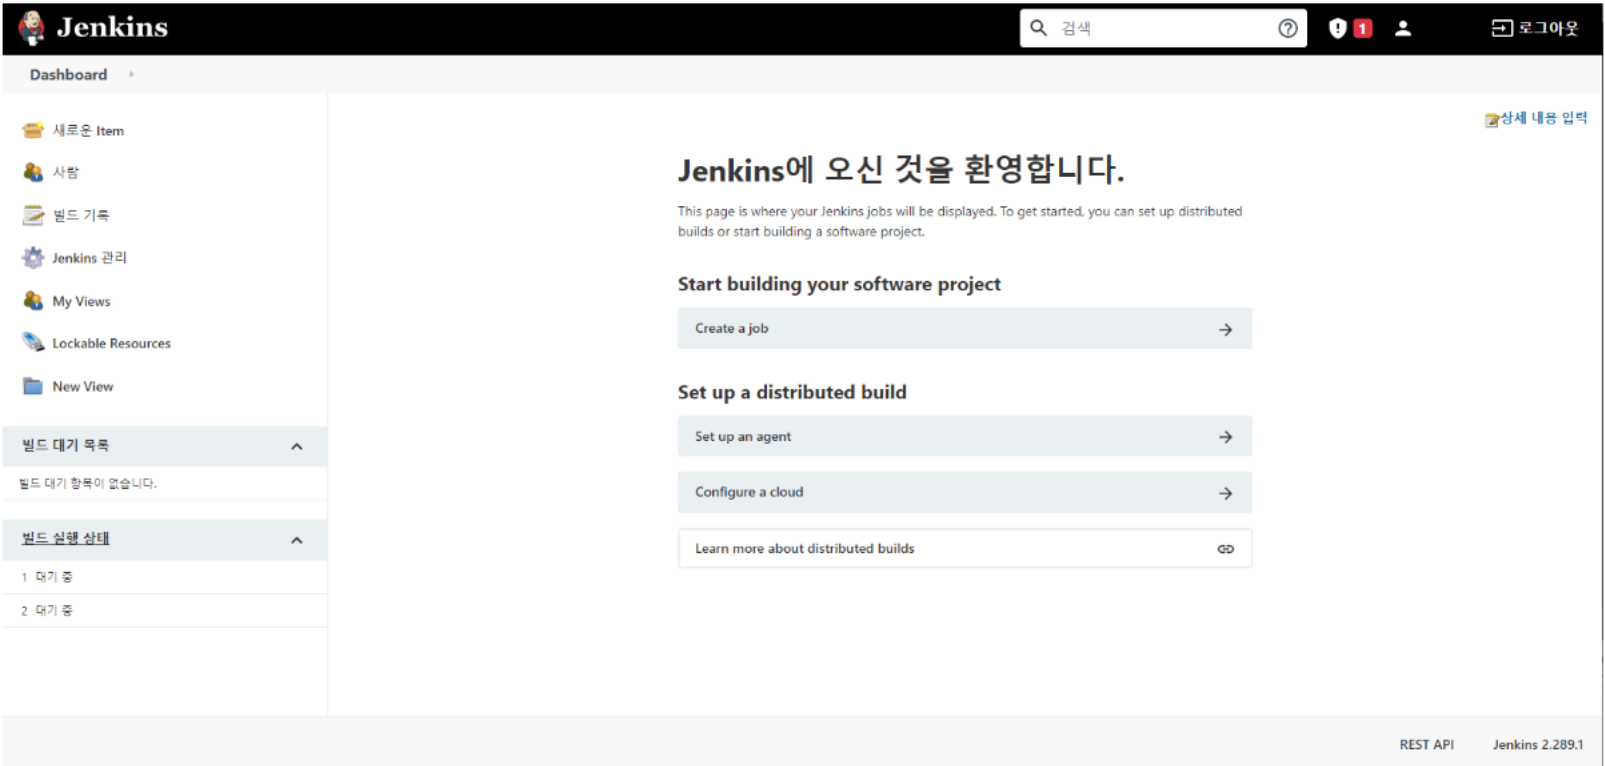 Jenkins
검색
1
로그아웃
Dashboard
상세 내용 입력
새로운 Item
사람
빌드 기록
Jenkins 관리
My Views
Lockable Resources
New View
빌드 대기 목록
빌드 대기 항목이 없습니다.
빌드 실행 상태
1 대기 중
2 대기 중
Jenkins에 오신 것을 환영합니다.
This page is where your Jenkins jobs will be displayed. To get started, you can set up distributed
builds or start building a software project.
Start building your software project
Create a job
Set up a distributed build
Set up an agent
Configure a cloud
Learn more about distributed builds
REST API
Jenkins 2.289.1